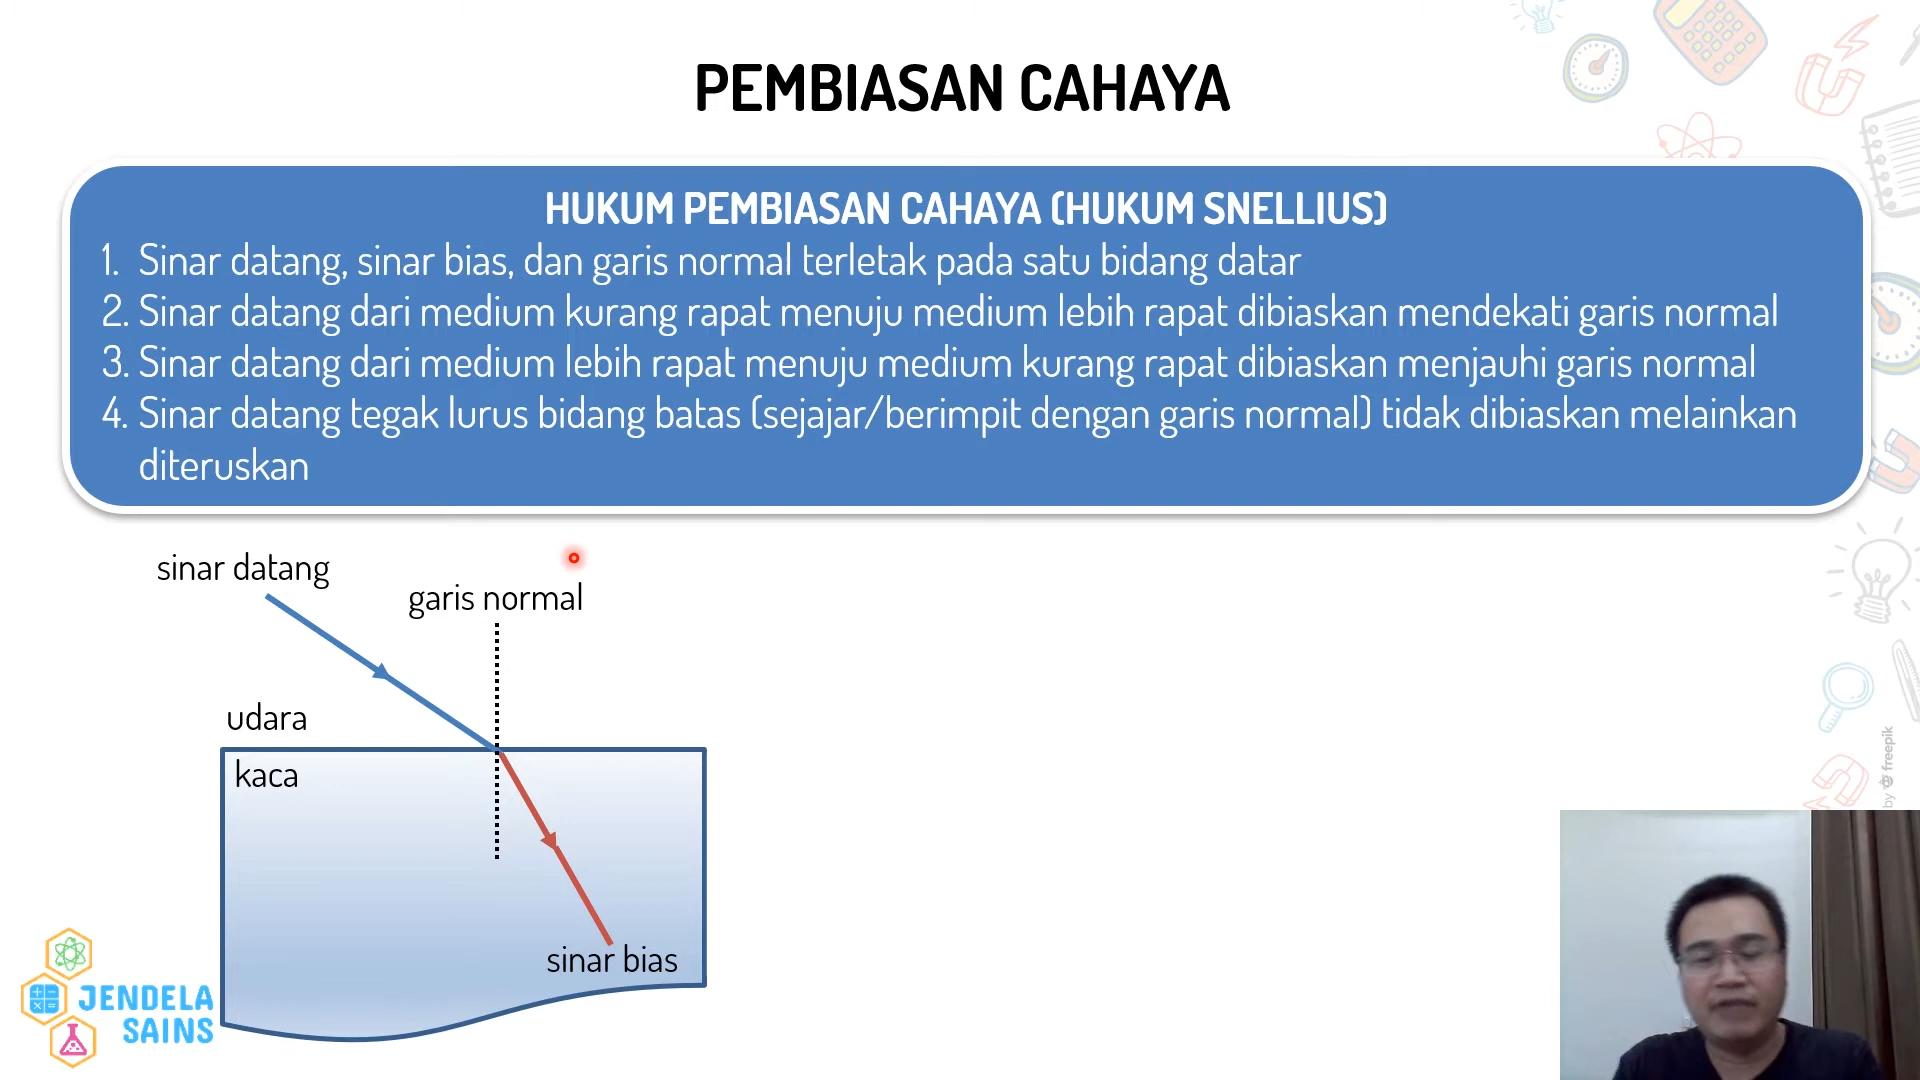 PEMBIASAN CAHAYA
HUKUM PEMBIASAN CAHAYA (HUKUM SNELLIUS)
1. Sinar datang, sinar bias, dan garis normal terletak pada satu bidang datar
2. Sinar datang dari medium kurang rapat menuju medium lebih rapat dibiaskan mendekati garis normal
3. Sinar datang dari medium lebih rapat menuju medium kurang rapat dibiaskan menjauhi garis normal
4. Sinar datang tegak lurus bidang batas (sejajar/berimpit dengan garis normal) tidak dibiaskan melainkan
diteruskan
sinar datang
garis normal
udara
kaca
sinar bias
JENDELA
SAINS
by freepik